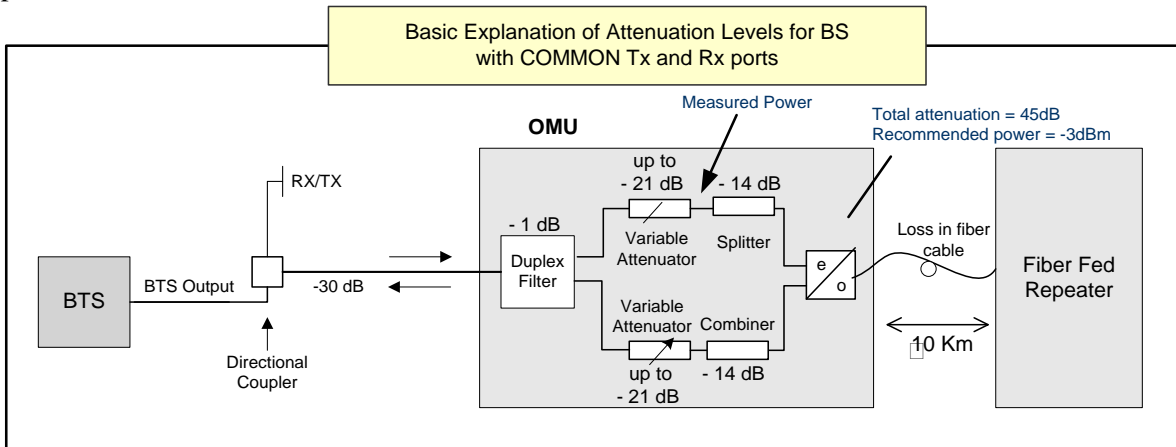 Basic Explanation of Attenuation Levels for BS
with COMMON Tx and Rx ports
Measured Power
Total attenuation = 45dB
Recommended power = -3dBm
OMU
up to
- 21 dB
- 14 dB
RX/TX
- 1 dB
Variable
Attenuator
Splitter
Loss in fiber
cable
Duplex
Filter
e
o
Fiber Fed
Repeater
BTS
BTS Output
-30 dB
Variable
Attenuator
Combiner
10 Km
Directional
Coupler
up to
- 21 dB
- 14 dB